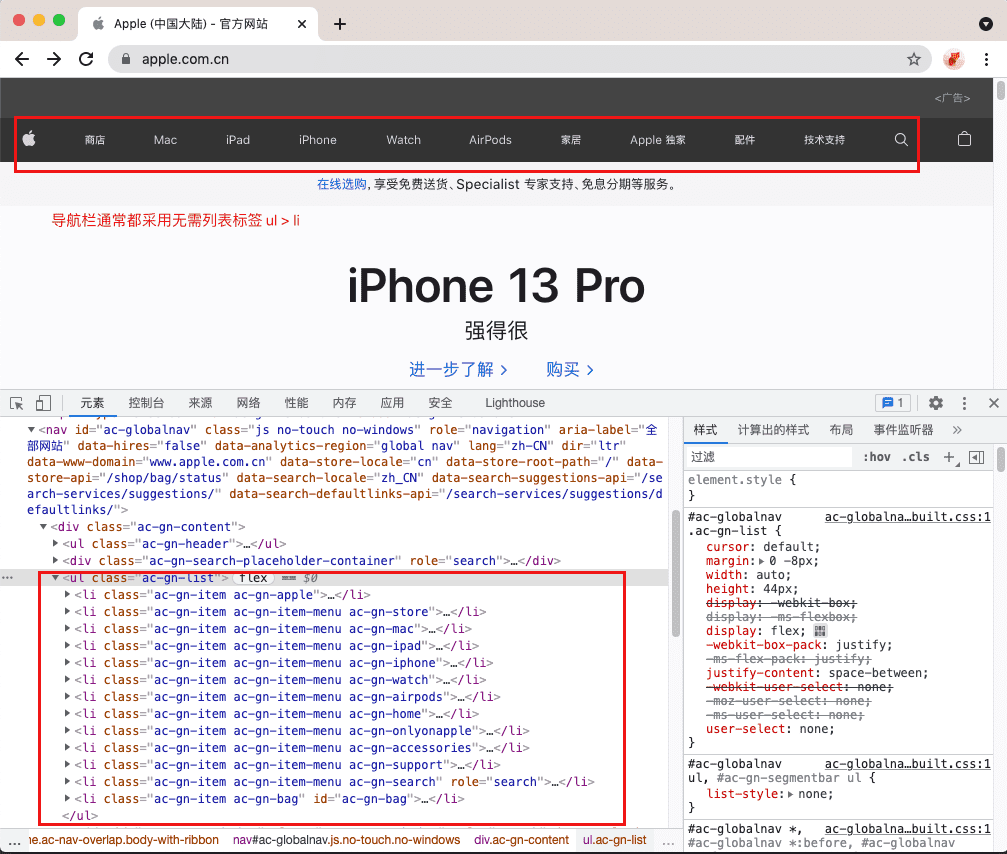 Apple (中国大陆) - 官方网站
apple.com.cn
<广告>
商店 Mac iPad iPhone Watch AirPods 家居 Apple 独家 配件 技术支持
在线选购,享受免费送货、Specialist 专家支持、免息分期等服务。
导航栏通常都采用无需列表标签 ul > li
iPhone 13 Pro
强得很
进一步了解 > 购买 >
元素 控制台 来源 网络 性能 内存 应用 安全 Lighthouse 1
▼<nav id="ac-globalnav" class="js no-touch no-windows" role="navigation" aria-label="全
部网站" data-hires="false" data-analytics-region="global nav" lang="zh-CN" dir="ltr"
data-www-domain="www.apple.com.cn" data-store-locale="cn" data-store-root-path="/" data-
store-api="/shop/bag/status" data-search-locale="zh_CN" data-search-suggestions-api="/se
arch-services/suggestions/" data-search-defaultlinks-api="/search-services/suggestions/d
efaultlinks/">
▼<div class="ac-gn-content">
▶<ul class="ac-gn-header">…</ul>
▶<div class="ac-gn-search-placeholder-container" role="search">…</div>
… ▼<ul class="ac-gn-list"> flex == $0
▶<li class="ac-gn-item ac-gn-apple">…</li>
▶<li class="ac-gn-item ac-gn-item-menu ac-gn-store">…</li>
▶<li class="ac-gn-item ac-gn-item-menu ac-gn-mac">…</li>
▶<li class="ac-gn-item ac-gn-item-menu ac-gn-ipad">…</li>
▶<li class="ac-gn-item ac-gn-item-menu ac-gn-iphone">…</li>
▶<li class="ac-gn-item ac-gn-item-menu ac-gn-watch">…</li>
▶<li class="ac-gn-item ac-gn-item-menu ac-gn-airpods">…</li>
▶<li class="ac-gn-item ac-gn-item-menu ac-gn-home">…</li>
▶<li class="ac-gn-item ac-gn-item-menu ac-gn-onlyonapple">…</li>
▶<li class="ac-gn-item ac-gn-item-menu ac-gn-accessories">…</li>
▶<li class="ac-gn-item ac-gn-item-menu ac-gn-support">…</li>
▶<li class="ac-gn-item ac-gn-item-menu ac-gn-search" role="search">…</li>
▶<li class="ac-gn-item ac-gn-bag" id="ac-gn-bag">…</li>
</ul>
… ne.ac-nav-overlap.body-with-ribbon nav#ac-globalnav.js.no-touch.no-windows div.ac-gn-content ul.ac-gn-list …
样式 计算出的样式 布局 事件监听器 »
过滤 :hov .cls +
element.style {
}
#ac-globalnav ac-globalna…built.css:1
.ac-gn-list {
cursor: default;
margin:▶ 0 -8px;
width: auto;
height: 44px;
display: -webkit-box;
display: -ms-flexbox;
display: flex;
-webkit-box-pack: justify;
-ms-flex-pack: justify;
justify-content: space-between;
-webkit-user-select: none;
-moz-user-select: none;
-ms-user-select: none;
user-select: none;
}
#ac-globalnav ac-globalna…built.css:1
ul, #ac-gn-segmentbar ul {
list-style:▶ none;
}
#ac-globalnav *, ac-globalna…built.css:1
#ac-globalnav *:before, #ac-globalnav